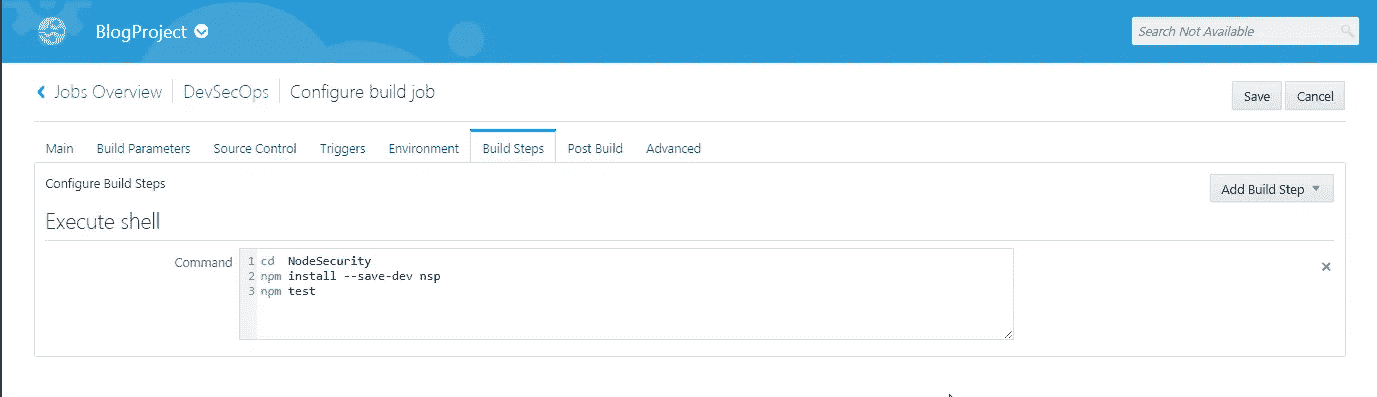 BlogProject
Search Not Available
Jobs Overview DevSecOps Configure build job
Save Cancel
Main Build Parameters Source Control Triggers Environment Build Steps Post Build Advanced
Configure Build Steps
Add Build Step
Execute shell
Command
1 cd  NodeSecurity
2 npm install --save-dev nsp
3 npm test